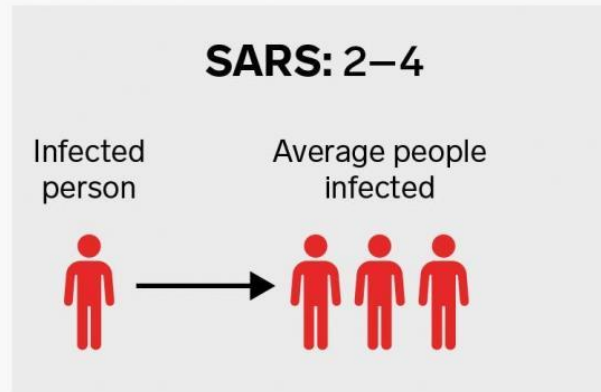 SARS: 2–4
Infected
person
Average people
infected